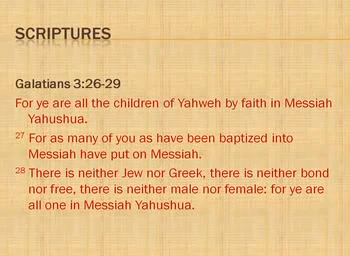 SCRIPTURES
Galatians 3:26-29
For ye are all the children of Yahweh by faith in Messiah
Yahushua.
27 For as many of you as have been baptized into
Messiah have put on Messiah.
28 There is neither Jew nor Greek, there is neither bond
nor free, there is neither male nor female: for ye are
all one in Messiah Yahushua.